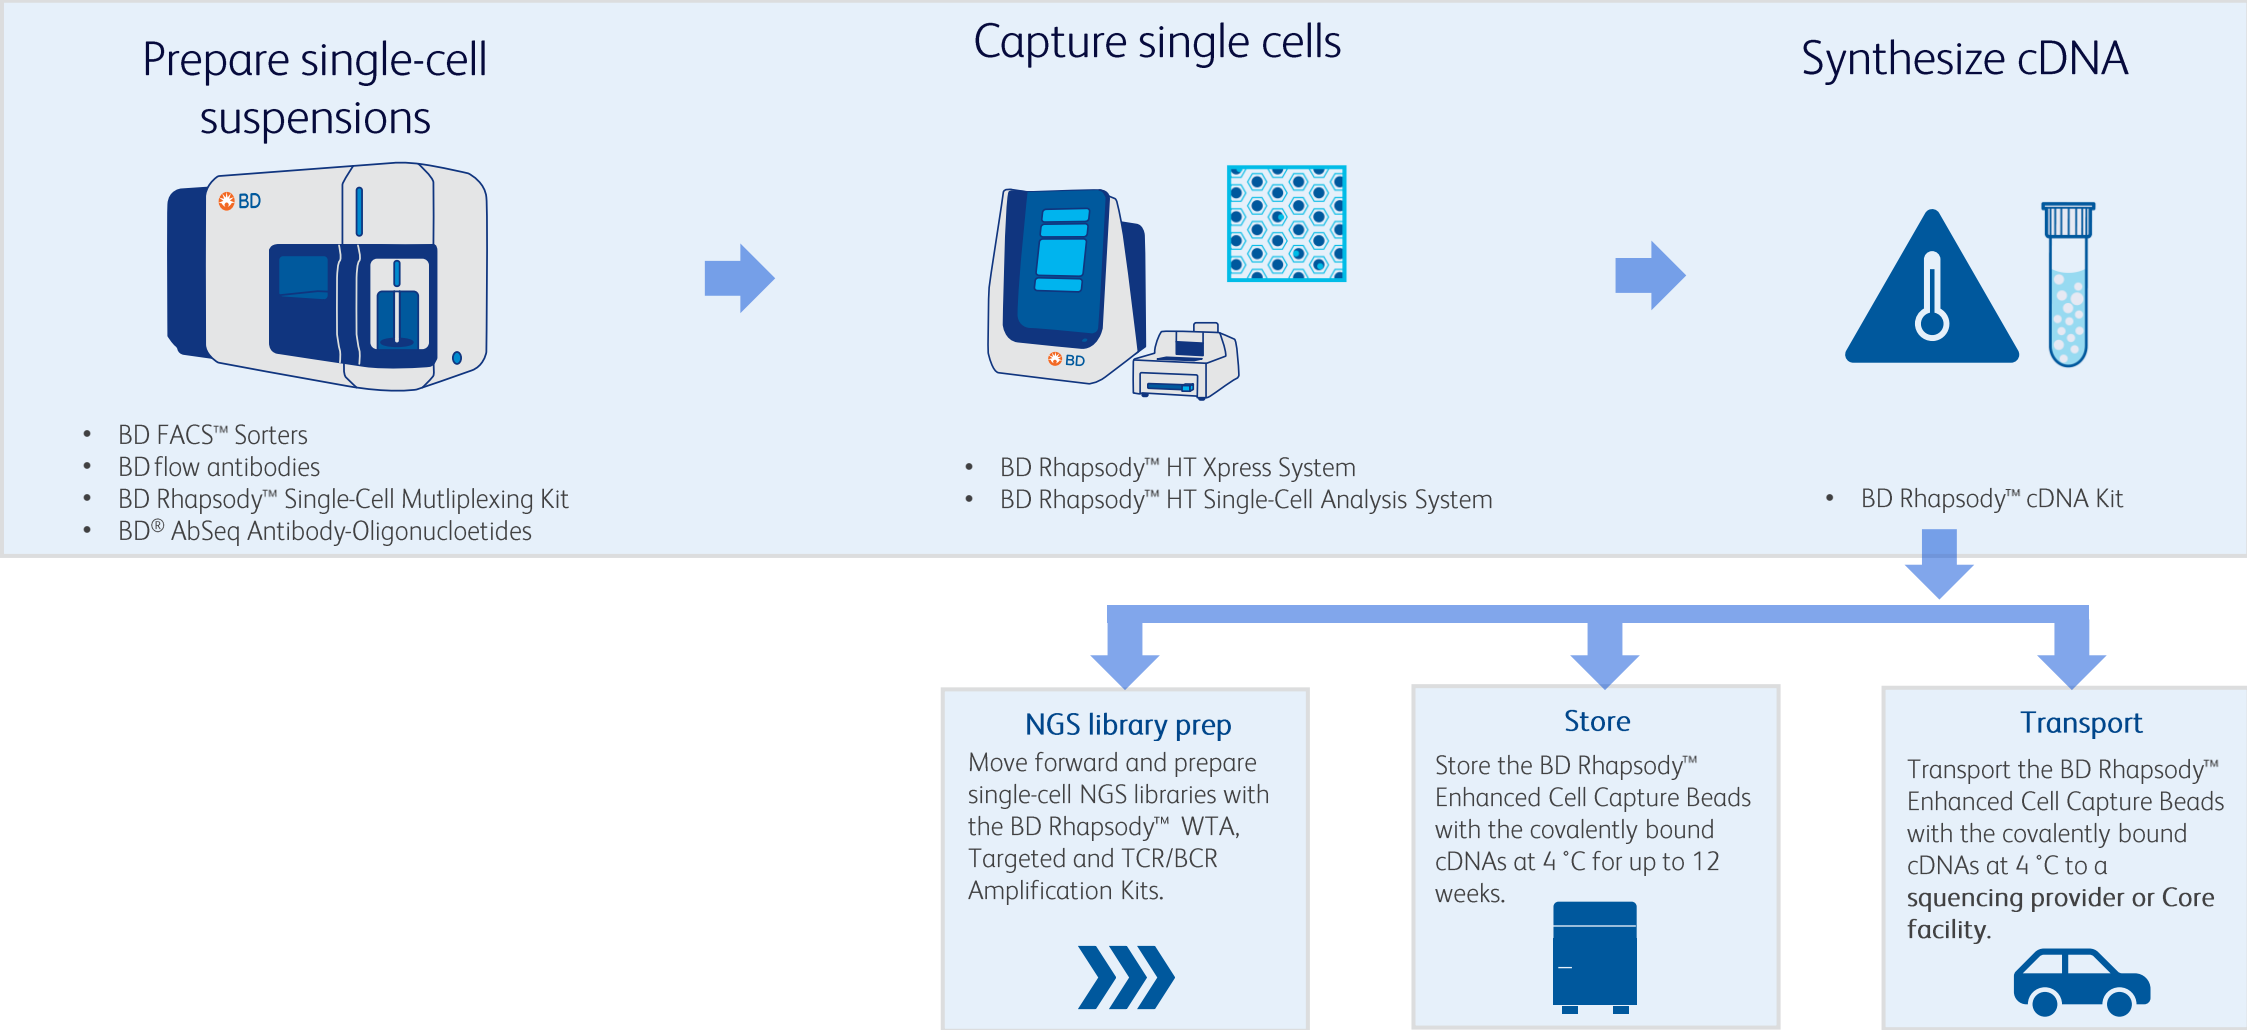 Prepare single-cell
suspensions
BD
• BD FACS™ Sorters
• BD flow antibodies
• BD Rhapsody™ Single-Cell Mutliplexing Kit
• BD® AbSeq Antibody-Oligonucloetides
Capture single cells
BD
• BD Rhapsody™ HT Xpress System
• BD Rhapsody™ HT Single-Cell Analysis System
Synthesize cDNA
• BD Rhapsody™ cDNA Kit
NGS library prep
Move forward and prepare
single-cell NGS libraries with
the BD Rhapsody™ WTA,
Targeted and TCR/BCR
Amplification Kits.
Store
Store the BD Rhapsody™
Enhanced Cell Capture Beads
with the covalently bound
cDNAs at 4 ˚C for up to 12
weeks.
Transport
Transport the BD Rhapsody™
Enhanced Cell Capture Beads
with the covalently bound
cDNAs at 4 ˚C to a
squencing provider or Core
facility.